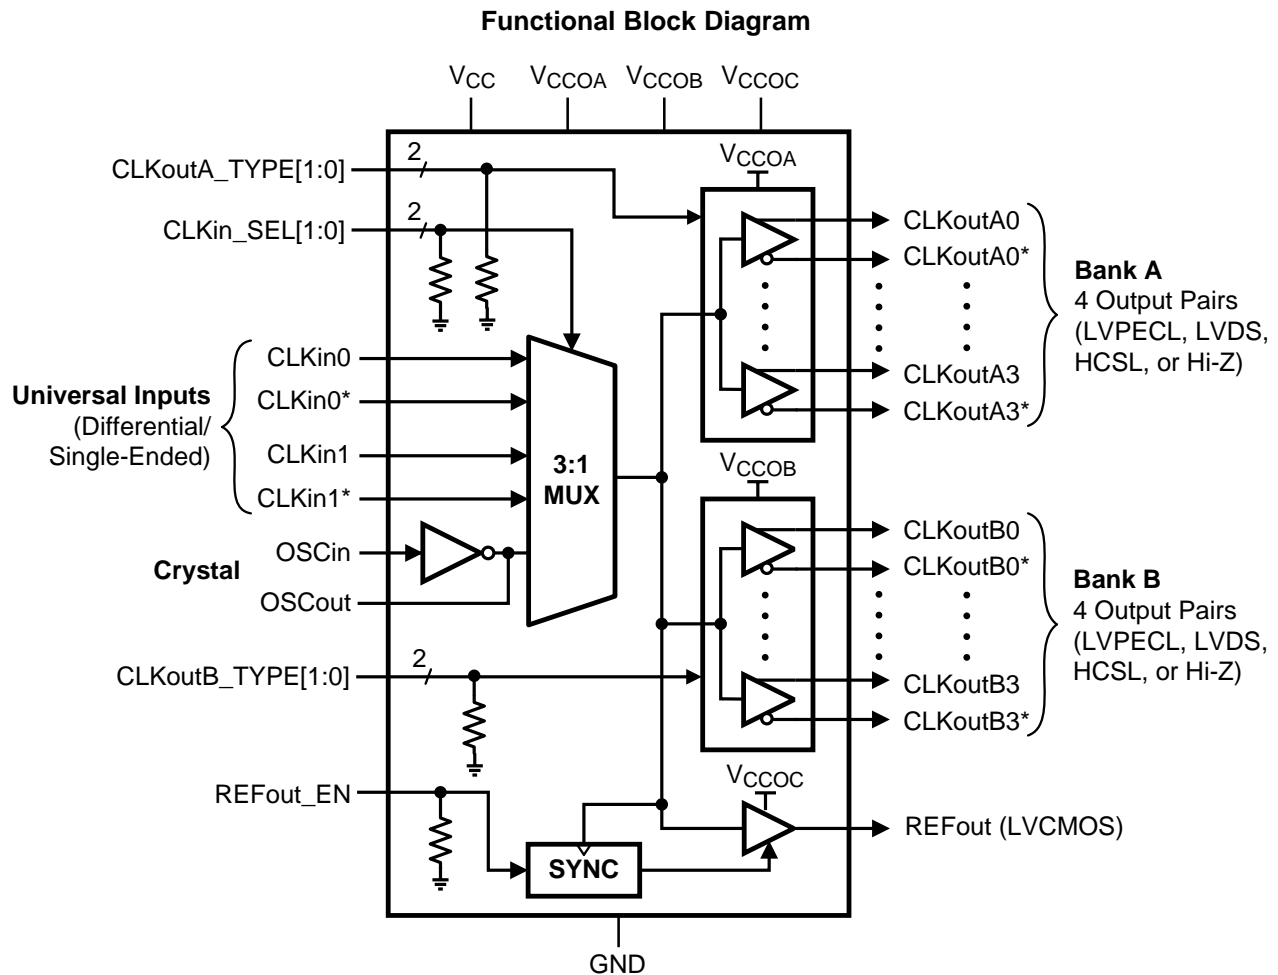 Functional Block Diagram
VCC
VCCOA
VCCOB
VCCOC
CLKoutA_TYPE[1:0]
2
CLKin_SEL[1:0]
2
VCCOA
CLKoutA0
CLKoutA0*
CLKoutA3
CLKoutA3*
Bank A
4 Output Pairs
(LVPECL, LVDS,
HCSL, or Hi-Z)
Universal Inputs
(Differential/
Single-Ended)
CLKin0
CLKin0*
CLKin1
CLKin1*
3:1
MUX
Crystal
OSCin
OSCout
VCCOB
CLKoutB0
CLKoutB0*
CLKoutB3
CLKoutB3*
Bank B
4 Output Pairs
(LVPECL, LVDS,
HCSL, or Hi-Z)
CLKoutB_TYPE[1:0]
2
REFout_EN
SYNC
VCCOC
REFout (LVCMOS)
GND